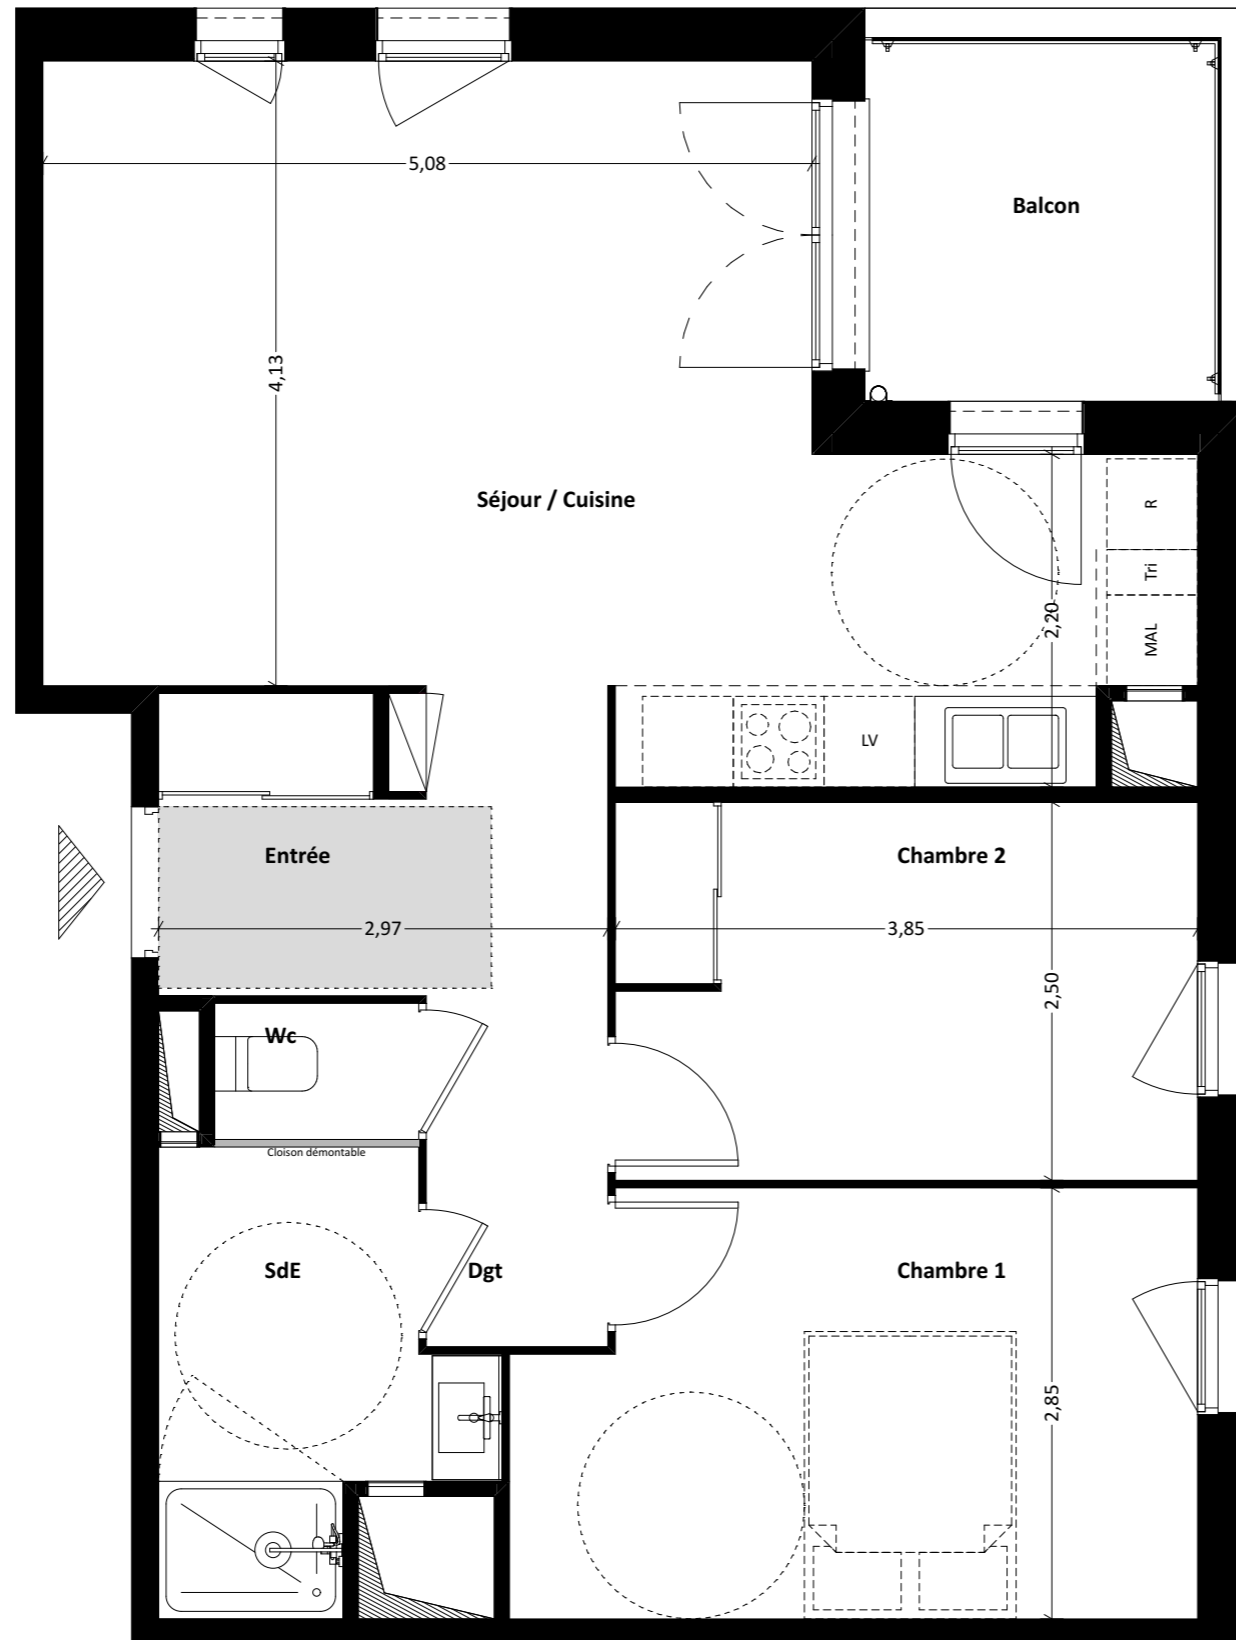 5,08
Balcon
4,13
Séjour / Cuisine
R
Tri
2,20
MAL
LV
Entrée
Chambre 2
2,97
3,85
2,50
Wc
Cloison démontable
SdE
Dgt
Chambre 1
2,85